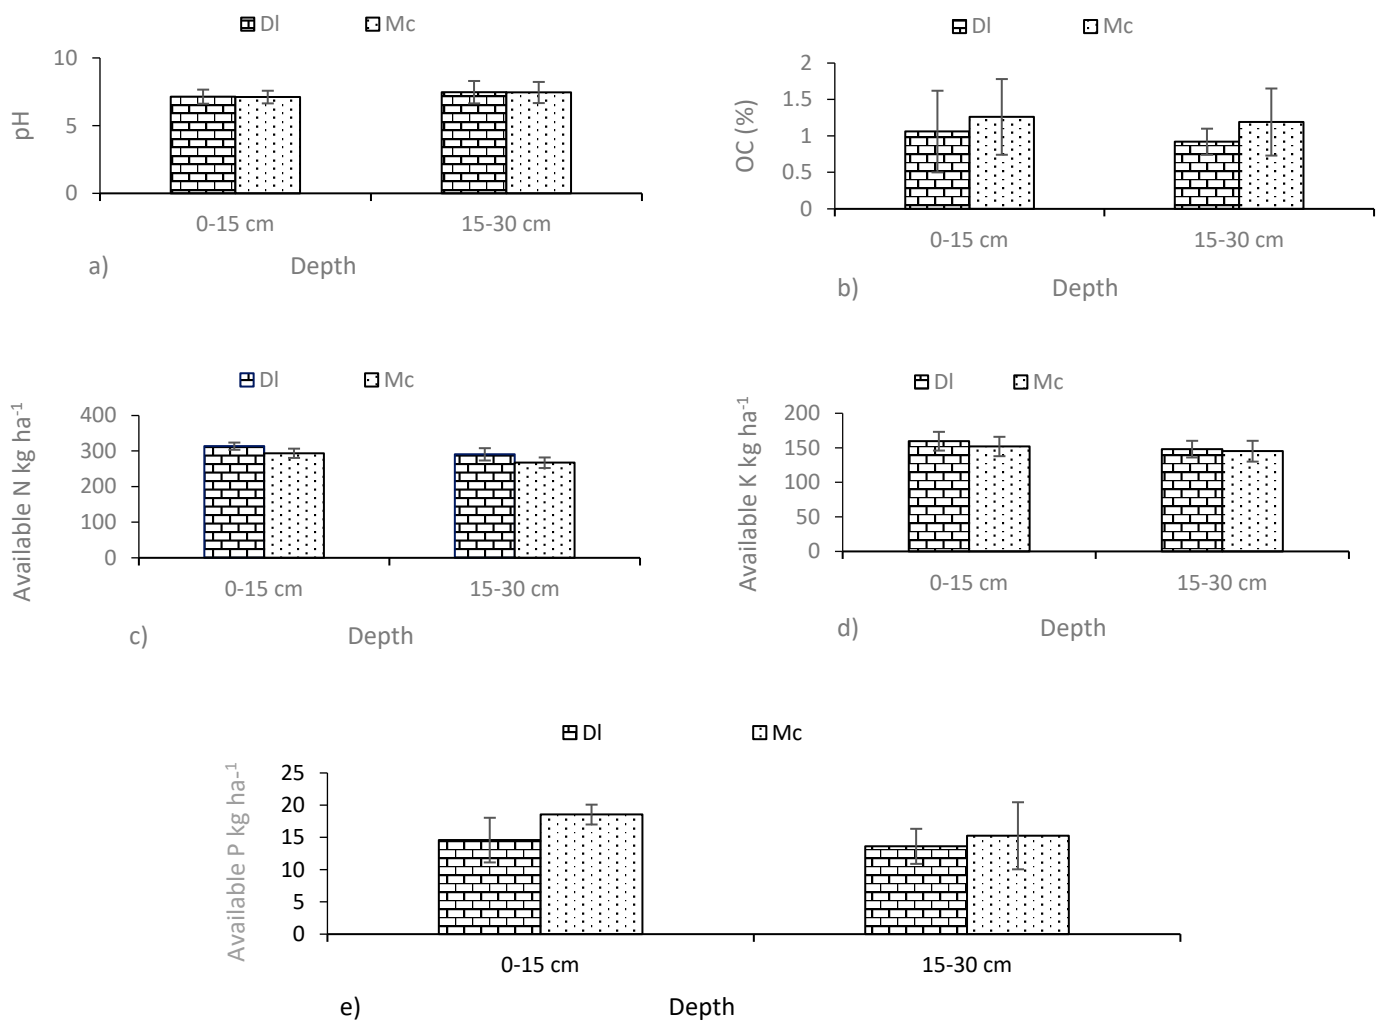 Dl Mc
10
5
0
pH
0-15 cm 15-30 cm
a) Depth
Dl Mc
2
1.5
1
0.5
0
OC (%)
0-15 cm 15-30 cm
b) Depth
Dl Mc
400
300
200
100
0
Available N kg ha⁻¹
0-15 cm 15-30 cm
c) Depth
Dl Mc
200
150
100
50
0
Available K kg ha⁻¹
0-15 cm 15-30 cm
d) Depth
Dl Mc
25
20
15
10
5
0
Available P kg ha-¹
0-15 cm 15-30 cm
e) Depth